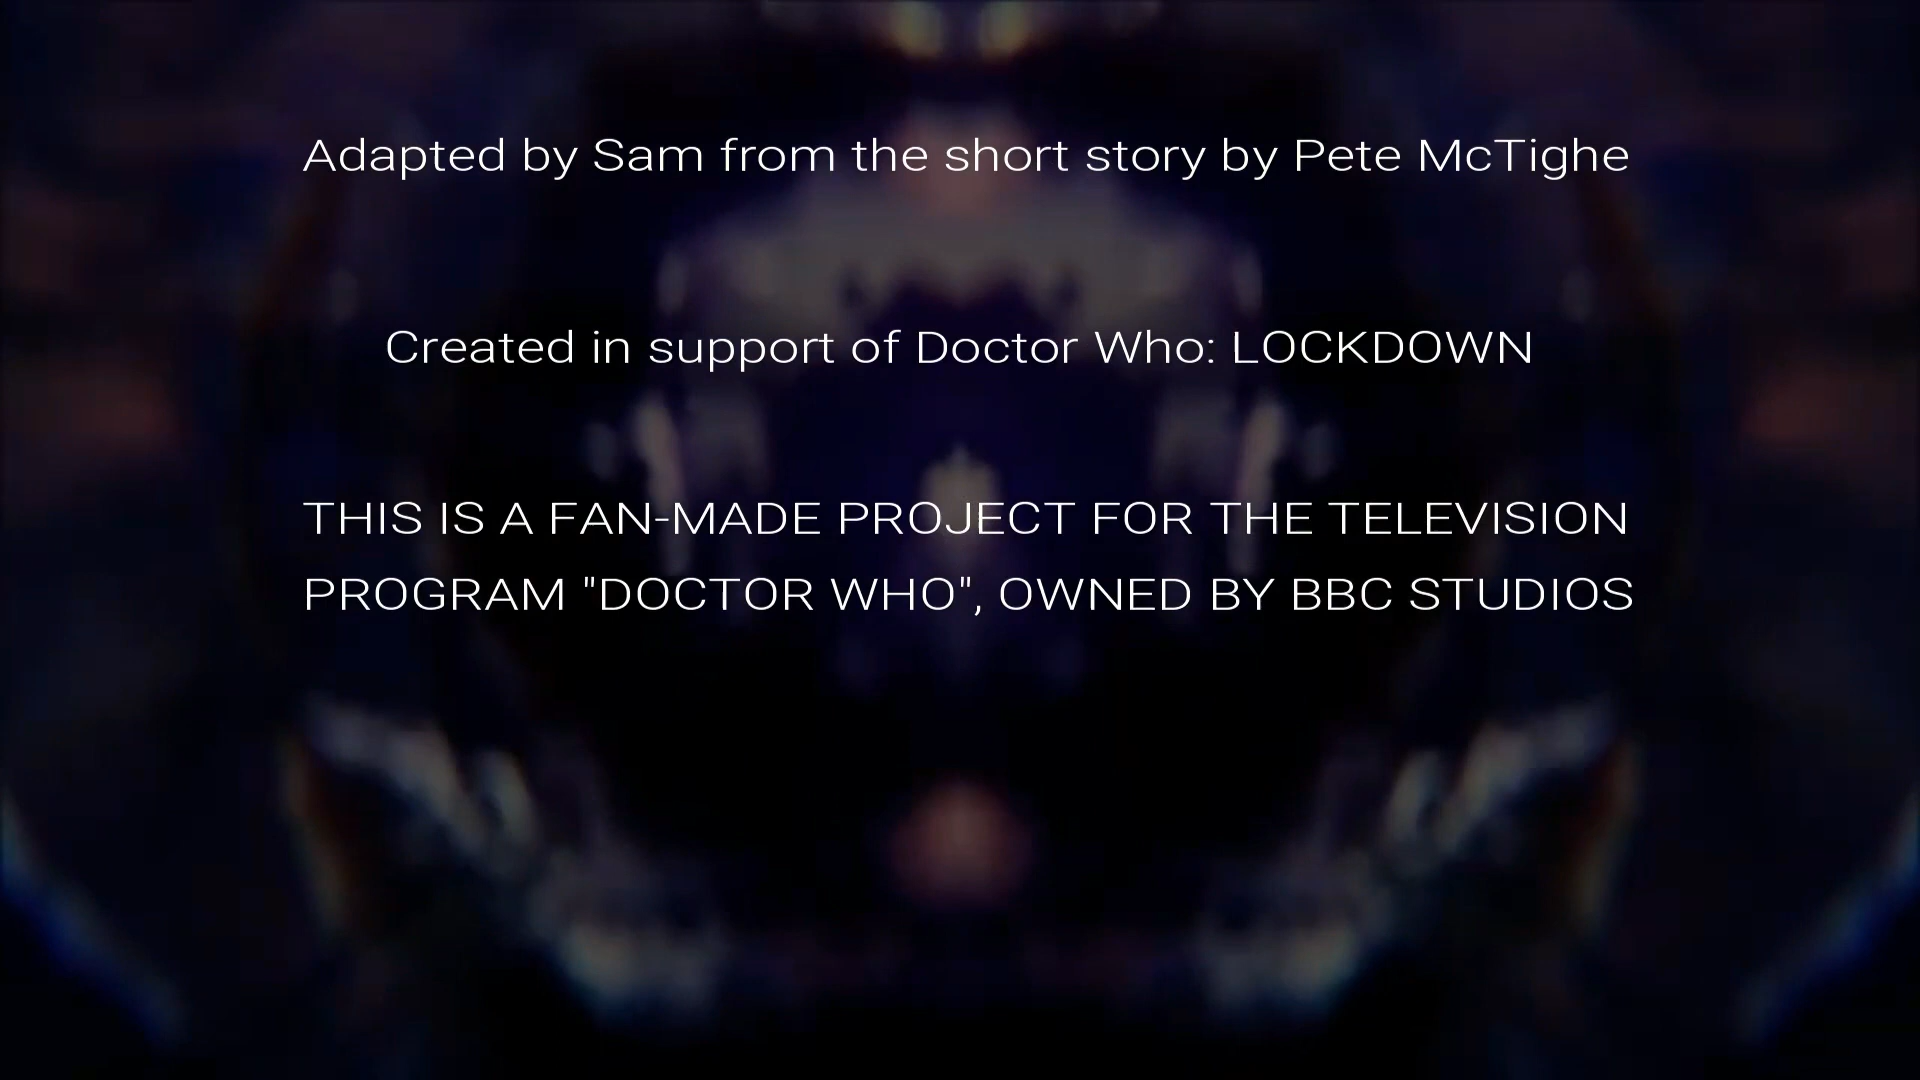 Adapted by Sam from the short story by Pete McTighe
Created in support of Doctor Who: LOCKDOWN
THIS IS A FAN-MADE PROJECT FOR THE TELEVISION
PROGRAM "DOCTOR WHO", OWNED BY BBC STUDIOS